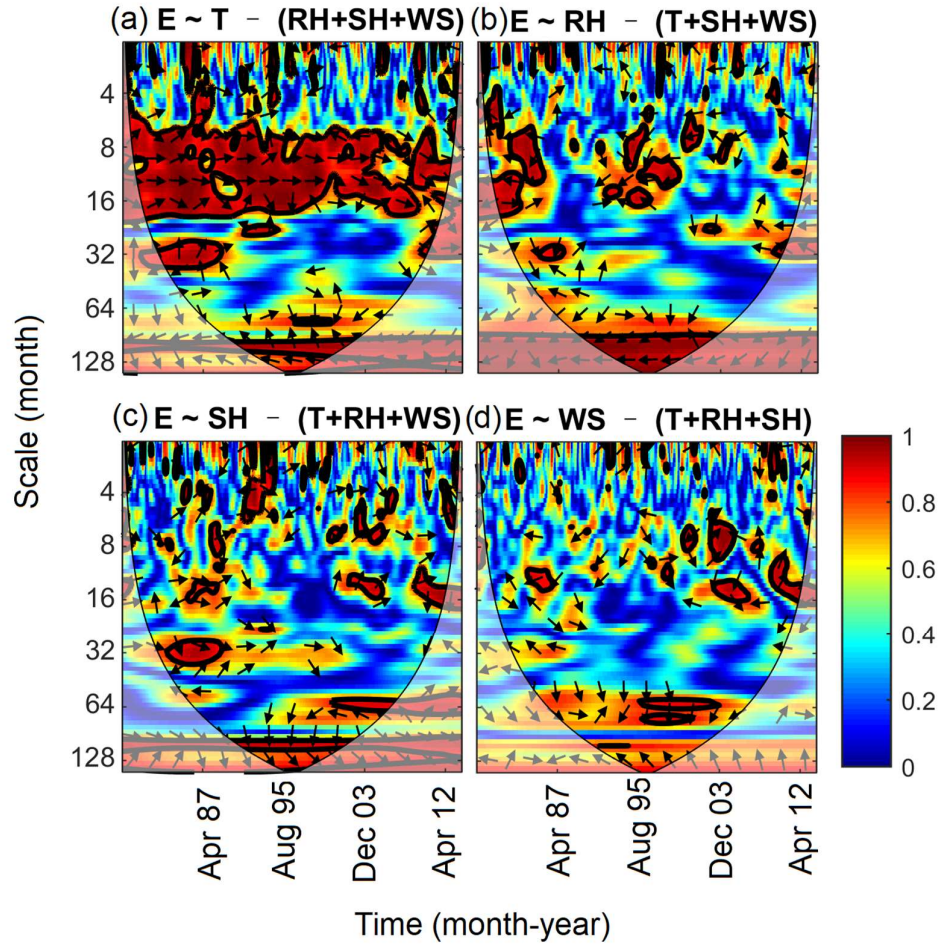 (a) E ~ T − (RH+SH+WS)
(b) E ~ RH − (T+SH+WS)
4
8
16
32
64
128
(c) E ~ SH − (T+RH+WS)
(d) E ~ WS − (T+RH+SH)
4
8
16
32
64
128
Scale (month)
1
0.8
0.6
0.4
0.2
0
Apr 87
Aug 95
Dec 03
Apr 12
Apr 87
Aug 95
Dec 03
Apr 12
Time (month-year)